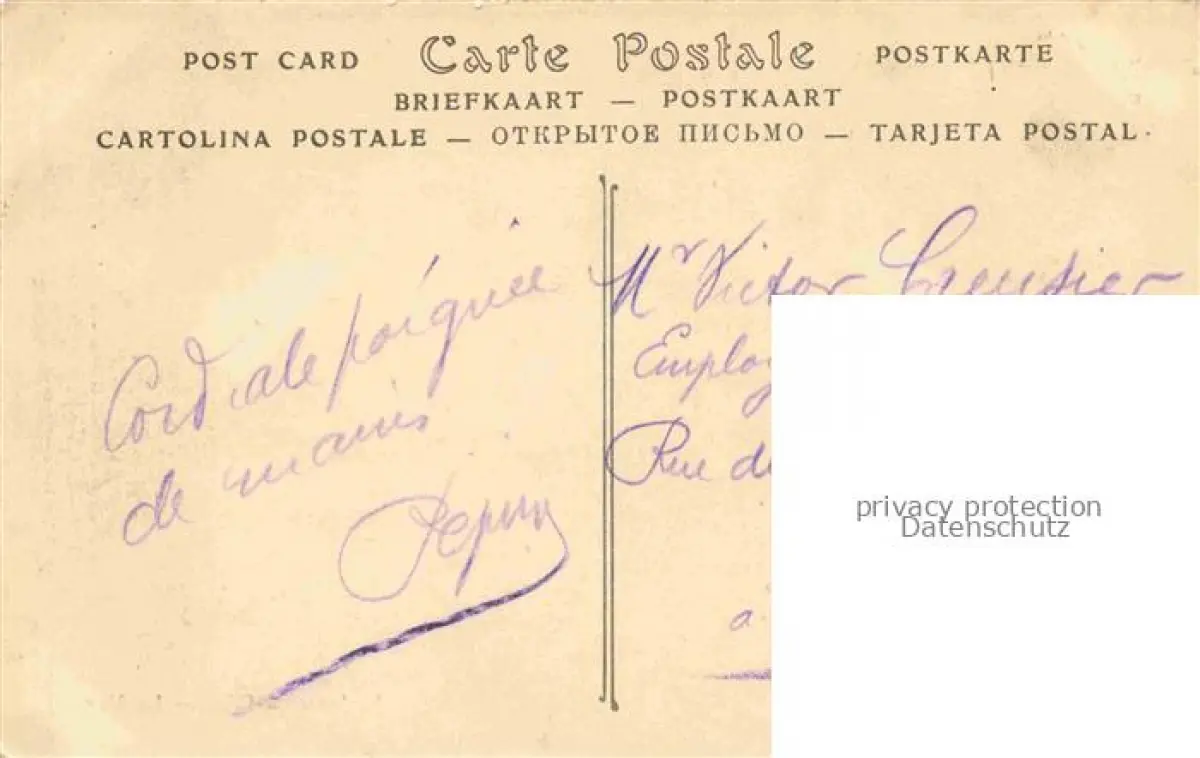 POST CARD Carte Postale POSTKARTE
BRIEFKAART — POSTKAART
CARTOLINA POSTALE — ОТКРЫТОЕ ПИСЬМО — TARJETA POSTAL
Cordiale poignée
de mains
Mr Victor
Rue
a
privacy protection
Datenschutz